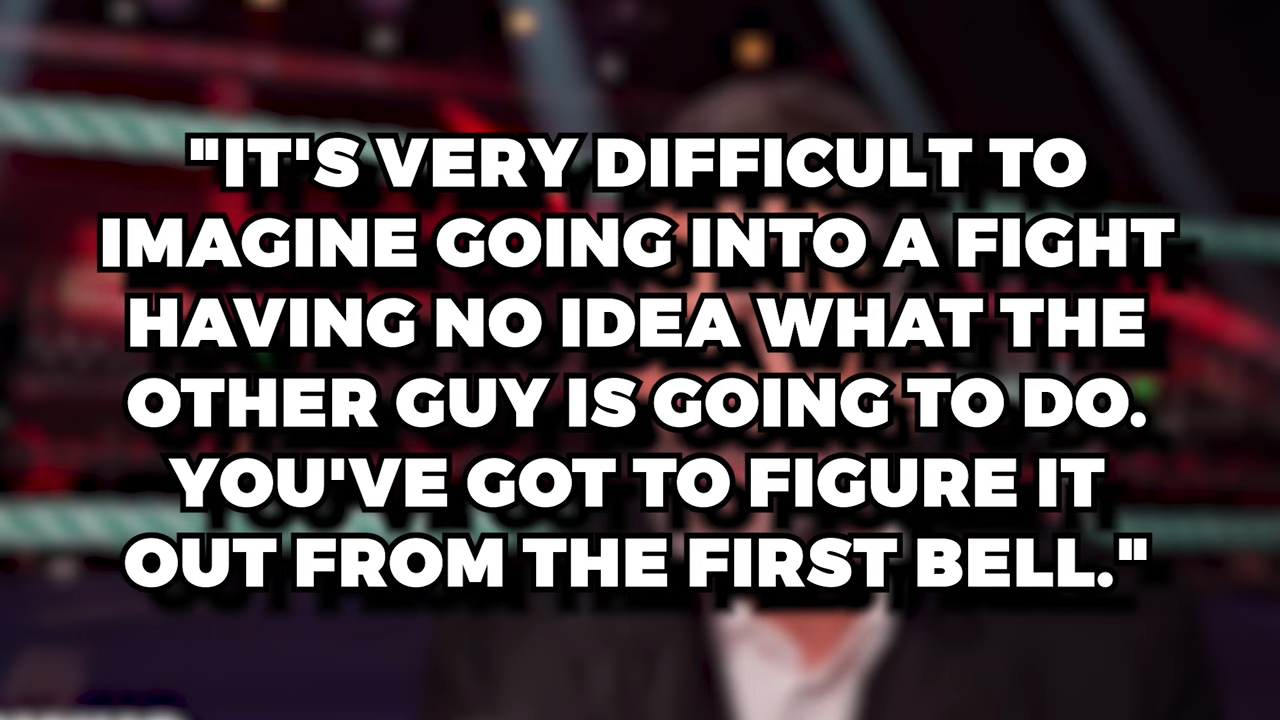 "IT'S VERY DIFFICULT TO
IMAGINE GOING INTO A FIGHT
HAVING NO IDEA WHAT THE
OTHER GUY IS GOING TO DO.
YOU'VE GOT TO FIGURE IT
OUT FROM THE FIRST BELL."